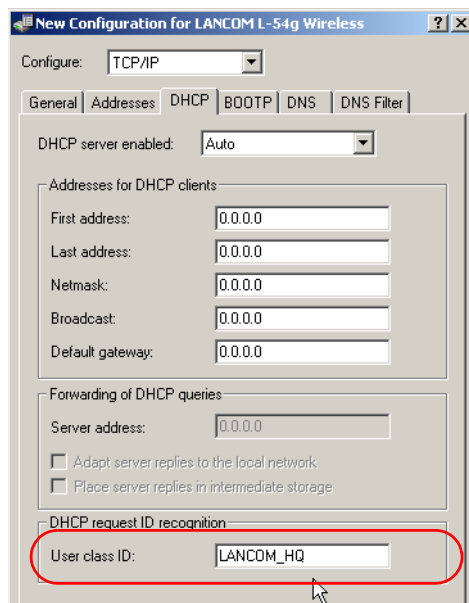 New Configuration for LANCOM L-54g Wireless
Configure: TCP/IP
General Addresses DHCP BOOTP DNS DNS Filter
DHCP server enabled: Auto
Addresses for DHCP clients
First address: 0.0.0.0
Last address: 0.0.0.0
Netmask: 0.0.0.0
Broadcast: 0.0.0.0
Default gateway: 0.0.0.0
Forwarding of DHCP queries
Server address: 0.0.0.0
Adapt server replies to the local network
Place server replies in intermediate storage
DHCP request ID recognition
User class ID: LANCOM_HQ